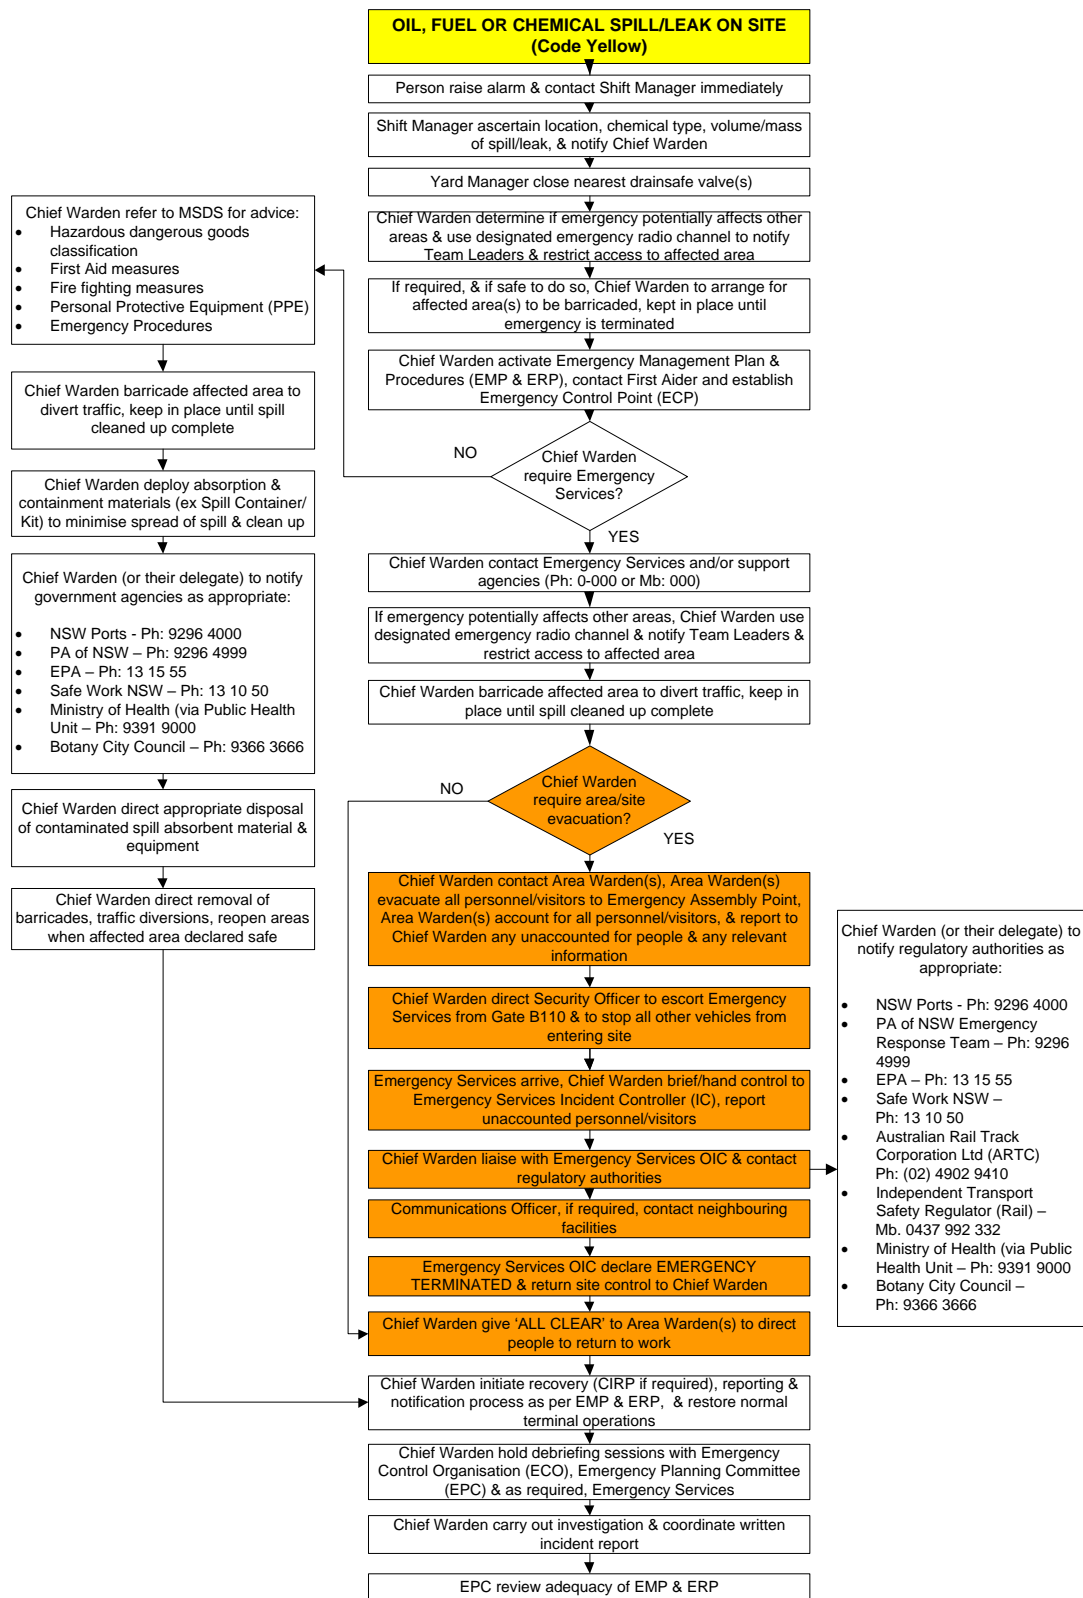 OIL, FUEL OR CHEMICAL SPILL/LEAK ON SITE
(Code Yellow)
Person raise alarm & contact Shift Manager immediately
Shift Manager ascertain location, chemical type, volume/mass
of spill/leak, & notify Chief Warden
Yard Manager close nearest drainsafe valve(s)
Chief Warden determine if emergency potentially affects other
areas & use designated emergency radio channel to notify
Team Leaders & restrict access to affected area
If required, & if safe to do so, Chief Warden to arrange for
affected area(s) to be barricaded, kept in place until
emergency is terminated
Chief Warden activate Emergency Management Plan &
Procedures (EMP & ERP), contact First Aider and establish
Emergency Control Point (ECP)
Chief Warden
require Emergency
Services?
NO
YES
Chief Warden refer to MSDS for advice:
• Hazardous dangerous goods
classification
• First Aid measures
• Fire fighting measures
• Personal Protective Equipment (PPE)
• Emergency Procedures
Chief Warden barricade affected area to
divert traffic, keep in place until spill
cleaned up complete
Chief Warden deploy absorption &
containment materials (ex Spill Container/
Kit) to minimise spread of spill & clean up
Chief Warden (or their delegate) to notify
government agencies as appropriate:
• NSW Ports - Ph: 9296 4000
• PA of NSW – Ph: 9296 4999
• EPA – Ph: 13 15 55
• Safe Work NSW – Ph: 13 10 50
• Ministry of Health (via Public Health
Unit – Ph: 9391 9000
• Botany City Council – Ph: 9366 3666
Chief Warden direct appropriate disposal
of contaminated spill absorbent material &
equipment
Chief Warden direct removal of
barricades, traffic diversions, reopen areas
when affected area declared safe
Chief Warden contact Emergency Services and/or support
agencies (Ph: 0-000 or Mb: 000)
If emergency potentially affects other areas, Chief Warden use
designated emergency radio channel & notify Team Leaders &
restrict access to affected area
Chief Warden barricade affected area to divert traffic, keep in
place until spill cleaned up complete
Chief Warden
require area/site
evacuation?
NO
YES
Chief Warden contact Area Warden(s), Area Warden(s)
evacuate all personnel/visitors to Emergency Assembly Point,
Area Warden(s) account for all personnel/visitors, & report to
Chief Warden any unaccounted for people & any relevant
information
Chief Warden direct Security Officer to escort Emergency
Services from Gate B110 & to stop all other vehicles from
entering site
Emergency Services arrive, Chief Warden brief/hand control to
Emergency Services Incident Controller (IC), report
unaccounted personnel/visitors
Chief Warden liaise with Emergency Services OIC & contact
regulatory authorities
Communications Officer, if required, contact neighbouring
facilities
Emergency Services OIC declare EMERGENCY
TERMINATED & return site control to Chief Warden
Chief Warden give ‘ALL CLEAR’ to Area Warden(s) to direct
people to return to work
Chief Warden (or their delegate) to
notify regulatory authorities as
appropriate:
• NSW Ports - Ph: 9296 4000
• PA of NSW Emergency
Response Team – Ph: 9296
4999
• EPA – Ph: 13 15 55
• Safe Work NSW –
Ph: 13 10 50
• Australian Rail Track
Corporation Ltd (ARTC)
Ph: (02) 4902 9410
• Independent Transport
Safety Regulator (Rail) –
Mb. 0437 992 332
• Ministry of Health (via Public
Health Unit – Ph: 9391 9000
• Botany City Council –
Ph: 9366 3666
Chief Warden initiate recovery (CIRP if required), reporting &
notification process as per EMP & ERP, & restore normal
terminal operations
Chief Warden hold debriefing sessions with Emergency
Control Organisation (ECO), Emergency Planning Committee
(EPC) & as required, Emergency Services
Chief Warden carry out investigation & coordinate written
incident report
EPC review adequacy of EMP & ERP